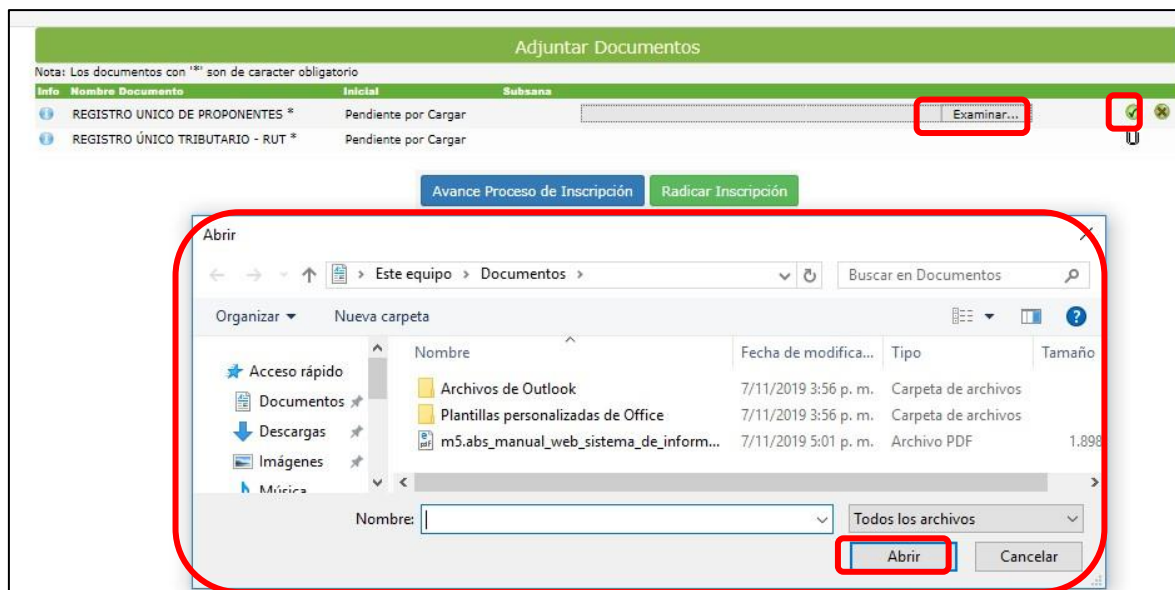 Adjuntar Documentos
Nota: Los documentos con '*' son de caracter obligatorio
Info Nombre Documento Inicial Subsana
REGISTRO UNICO DE PROPONENTES * Pendiente por Cargar Examinar...
REGISTRO ÚNICO TRIBUTARIO - RUT * Pendiente por Cargar
Avance Proceso de Inscripción Radicar Inscripción
Abrir
Este equipo > Documentos > Buscar en Documentos
Organizar Nueva carpeta
Nombre Fecha de modifica... Tipo Tamaño
Acceso rápido
Archivos de Outlook 7/11/2019 3:56 p. m. Carpeta de archivos
Documentos
Plantillas personalizadas de Office 7/11/2019 3:56 p. m. Carpeta de archivos
Descargas
m5.abs_manual_web_sistema_de_inform... 7/11/2019 5:01 p. m. Archivo PDF 1.898
Imágenes
Música
Nombre: Todos los archivos
Abrir Cancelar